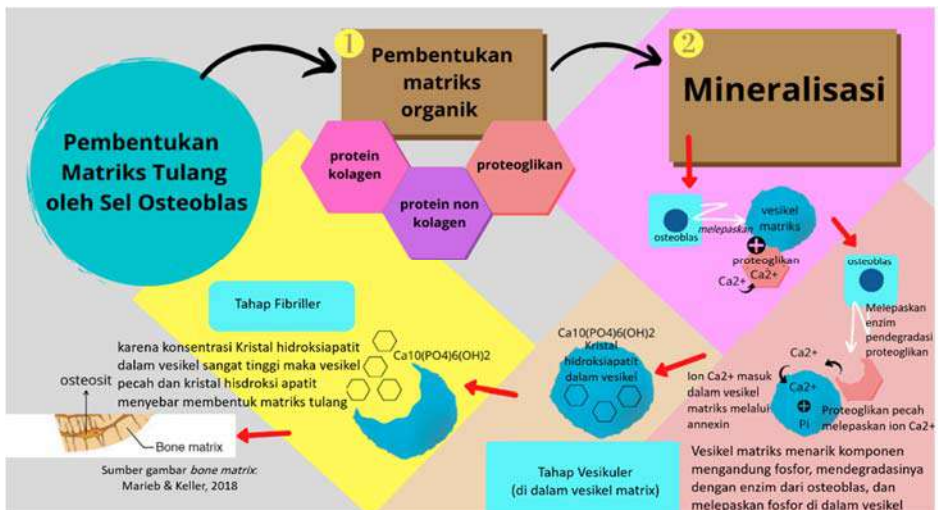 Pembentukan
Matriks Tulang
oleh Sel Osteoblas
1
Pembentukan
matriks
organik
protein
kolagen
protein non
kolagen
proteoglikan
2
Mineralisasi
osteoblas
melepaskan
vesikel
matriks
proteoglikan
Ca2+
Ca2+
osteoblas
Melepaskan
enzim
pendegradasi
proteoglikan
Ca2+
Ca2+
Pi
Proteoglikan pecah
melepaskan ion Ca2+
Ion Ca2+ masuk
dalam vesikel
matriks melalui
annexin
Vesikel matriks menarik komponen
mengandung fosfor, mendegradasinya
dengan enzim dari osteoblas, dan
melepaskan fosfor di dalam vesikel
Ca10(PO4)6(OH)2
Kristal
hidroksiapatit
dalam vesikel
Tahap Vesikuler
(di dalam vesikel matrix)
Tahap Fibriller
Ca10(PO4)6(OH)2
karena konsentrasi Kristal hidroksiapatit
dalam vesikel sangat tinggi maka vesikel
pecah dan kristal hisdroksi apatit
menyebar membentuk matriks tulang
osteosit
Bone matrix
Sumber gambar bone matrix:
Marieb & Keller, 2018